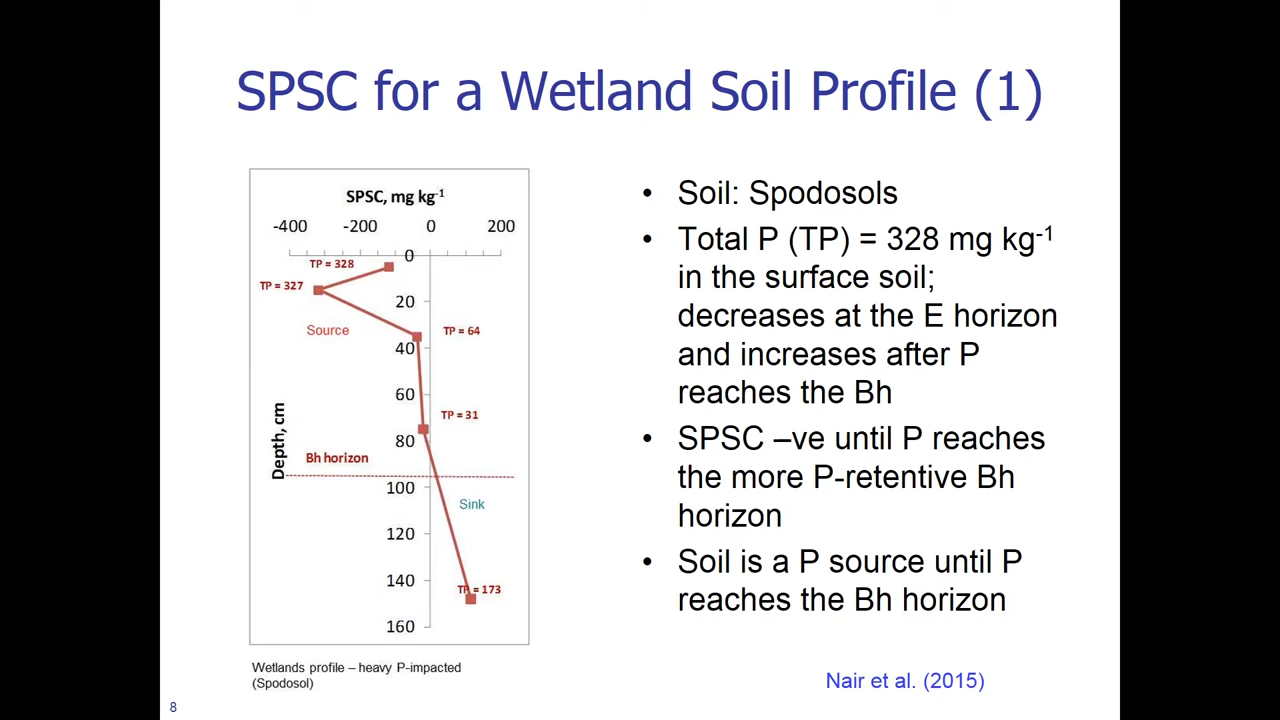 SPSC for a Wetland Soil Profile (1)
SPSC, mg kg-1
-400 -200 0 200
0
TP = 328
TP = 327
20
Source
TP = 64
40
60
Depth, cm
TP = 31
80
Bh horizon
100
Sink
120
140
TP = 173
160
Wetlands profile – heavy P-impacted
(Spodosol)
• Soil: Spodosols
• Total P (TP) = 328 mg kg-1
in the surface soil;
decreases at the E horizon
and increases after P
reaches the Bh
• SPSC –ve until P reaches
the more P-retentive Bh
horizon
• Soil is a P source until P
reaches the Bh horizon
Nair et al. (2015)
8